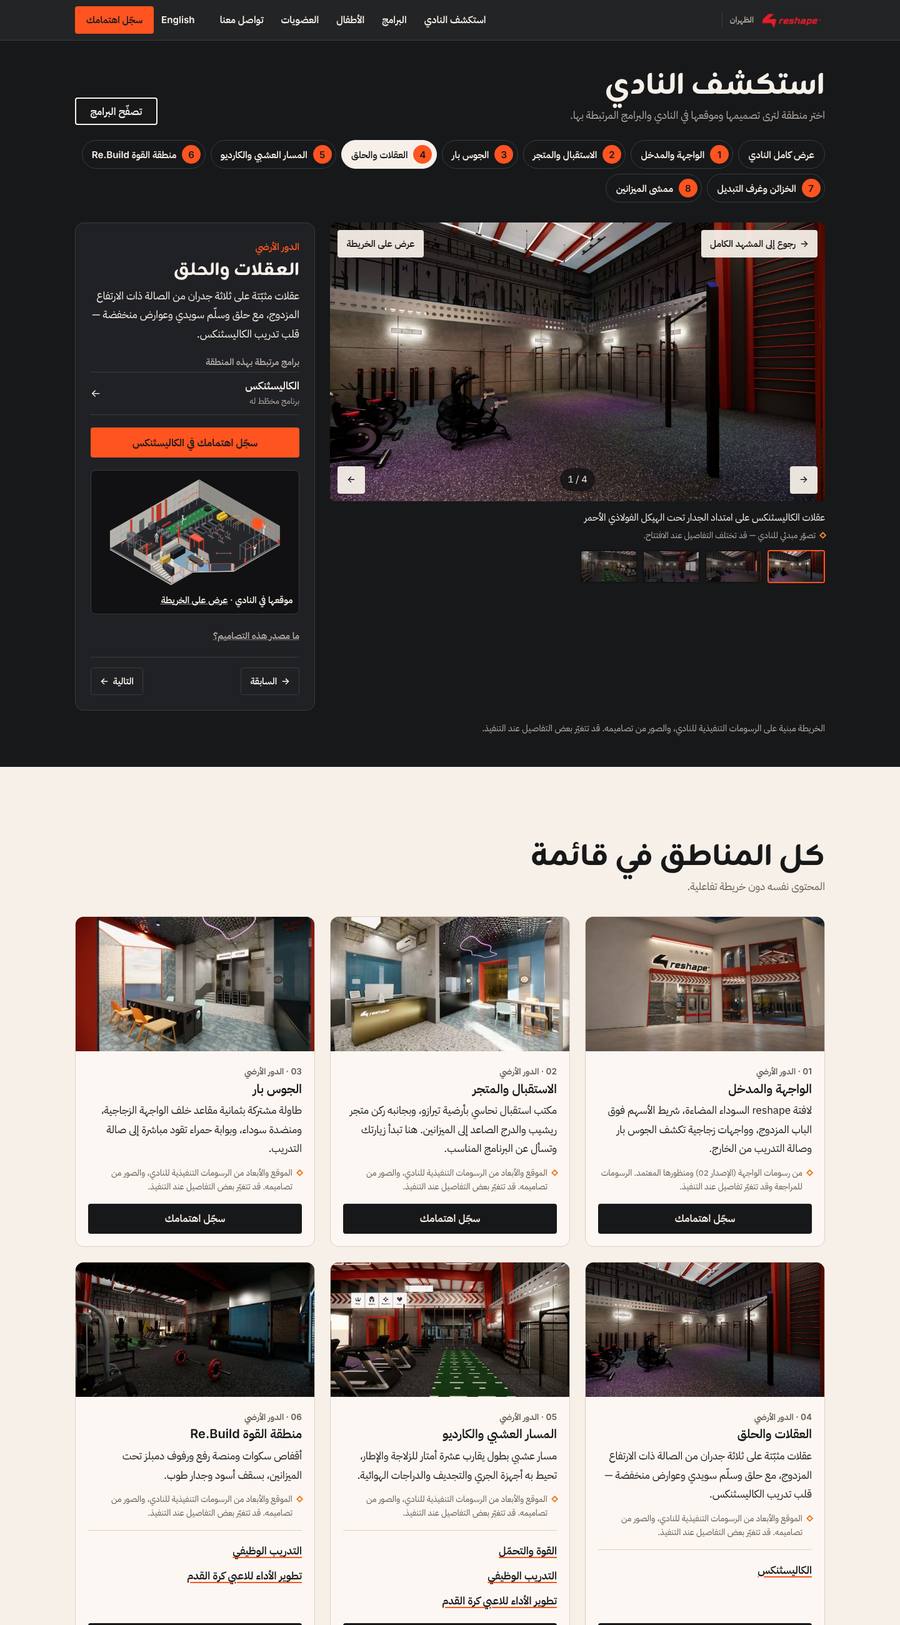 reshape
الظهران
استكشف النادي
البرامج
الأطفال
العضويات
تواصل معنا
English
سجّل اهتمامك
استكشف النادي
اختر منطقة لترى تصميمها وموقعها في النادي والبرامج المرتبطة بها.
تصفّح البرامج
عرض كامل النادي
1 الواجهة والمدخل
2 الاستقبال والمتجر
3 الجوس بار
4 العقلات والحلق
5 المسار العشبي والكارديو
6 منطقة القوة Re.Build
7 الخزائن وغرف التبديل
8 ممشى الميزانين
→ رجوع إلى المشهد الكامل
عرض على الخريطة
→
1 / 4
←
عقلات الكاليستنكس على امتداد الجدار تحت الهيكل الفولاذي الأحمر
تصوّر مبدئي للنادي — قد تختلف التفاصيل عند الافتتاح.
الدور الأرضي
العقلات والحلق
عقلات مثبّتة على ثلاثة جدران من الصالة ذات الارتفاع
المزدوج، مع حلق وسلّم سويدي وعوارض منخفضة —
قلب تدريب الكاليستنكس.
برامج مرتبطة بهذه المنطقة
الكاليستنكس
برنامج مخطّط له
←
سجّل اهتمامك في الكاليستنكس
موقعها في النادي · عرض على الخريطة
ما مصدر هذه التصاميم؟
→ السابقة
التالية ←
الخريطة مبنية على الرسومات التنفيذية للنادي، والصور من تصاميمه. قد تتغيّر بعض التفاصيل عند التنفيذ.
كل المناطق في قائمة
المحتوى نفسه دون خريطة تفاعلية.
reshape
01 · الدور الأرضي
الواجهة والمدخل
لافتة reshape السوداء المضاءة، شريط الأسهم فوق
الباب المزدوج، وواجهات زجاجية تكشف الجوس بار
وصالة التدريب من الخارج.
من رسومات الواجهة (الإصدار 02) ومنظورها المعتمد. الرسومات
للمراجعة وقد تتغيّر تفاصيل عند التنفيذ.
سجّل اهتمامك
reshape
02 · الدور الأرضي
الاستقبال والمتجر
مكتب استقبال نحاسي بأرضية تيرازو، وبجانبه ركن متجر
ريشيب والدرج الصاعد إلى الميزانين. هنا تبدأ زيارتك
وتسأل عن البرنامج المناسب.
الموقع والأبعاد من الرسومات التنفيذية للنادي، والصور من
تصاميمه. قد تتغيّر بعض التفاصيل عند التنفيذ.
سجّل اهتمامك
03 · الدور الأرضي
الجوس بار
طاولة مشتركة بثمانية مقاعد خلف الواجهة الزجاجية،
ومنضدة سوداء، وبوابة حمراء تقود مباشرة إلى صالة
التدريب.
الموقع والأبعاد من الرسومات التنفيذية للنادي، والصور من
تصاميمه. قد تتغيّر بعض التفاصيل عند التنفيذ.
سجّل اهتمامك
04 · الدور الأرضي
العقلات والحلق
عقلات مثبّتة على ثلاثة جدران من الصالة ذات الارتفاع
المزدوج، مع حلق وسلّم سويدي وعوارض منخفضة —
قلب تدريب الكاليستنكس.
الموقع والأبعاد من الرسومات التنفيذية للنادي، والصور من
تصاميمه. قد تتغيّر بعض التفاصيل عند التنفيذ.
الكاليستنكس
05 · الدور الأرضي
المسار العشبي والكارديو
مسار عشبي بطول يقارب عشرة أمتار للزلاجة والإطار،
تحيط به أجهزة الجري والتجديف والدراجات الهوائية.
الموقع والأبعاد من الرسومات التنفيذية للنادي، والصور من
تصاميمه. قد تتغيّر بعض التفاصيل عند التنفيذ.
القوة والتحمّل
التدريب الوظيفي
تطوير الأداء للاعبي كرة القدم
06 · الدور الأرضي
منطقة القوة Re.Build
أقفاص سكوات ومنصة رفع ورفوف دمبلز تحت
الميزانين، بسقف أسود وجدار طوب.
الموقع والأبعاد من الرسومات التنفيذية للنادي، والصور من
تصاميمه. قد تتغيّر بعض التفاصيل عند التنفيذ.
التدريب الوظيفي
تطوير الأداء للاعبي كرة القدم